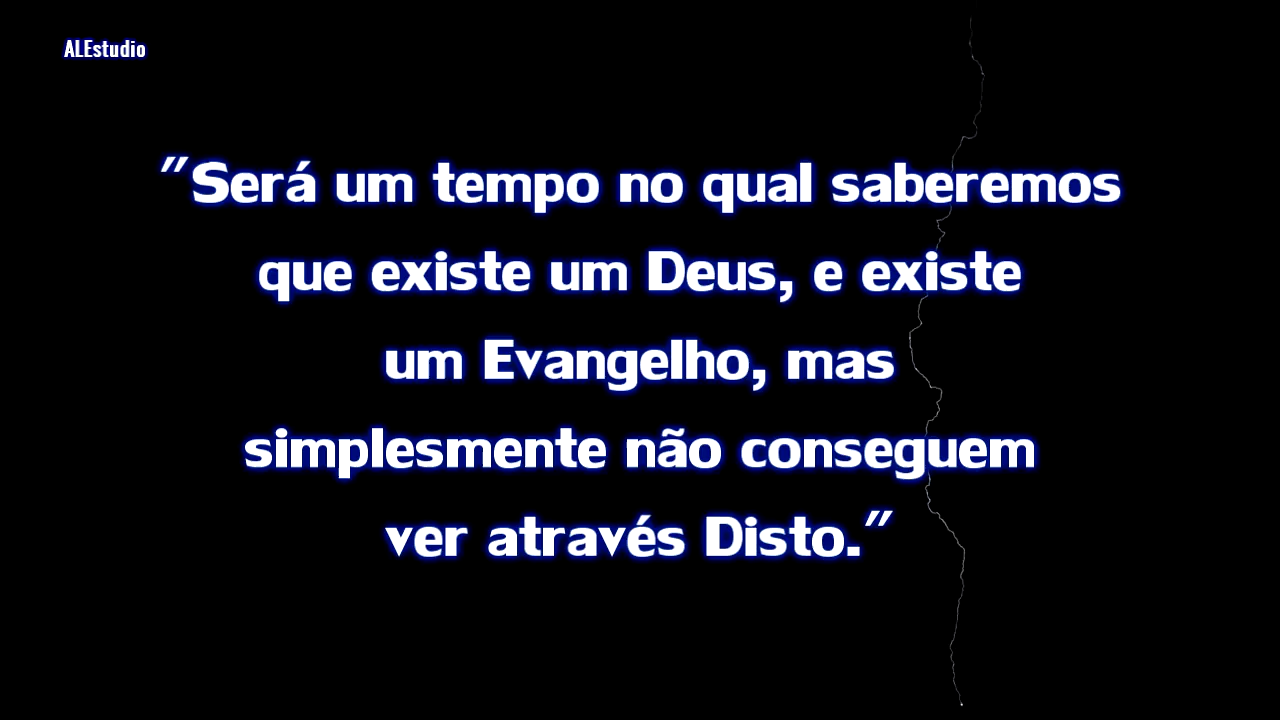 ALEstudio
"Será um tempo no qual saberemos
que existe um Deus, e existe
um Evangelho, mas
simplesmente não conseguem
ver através Disto."